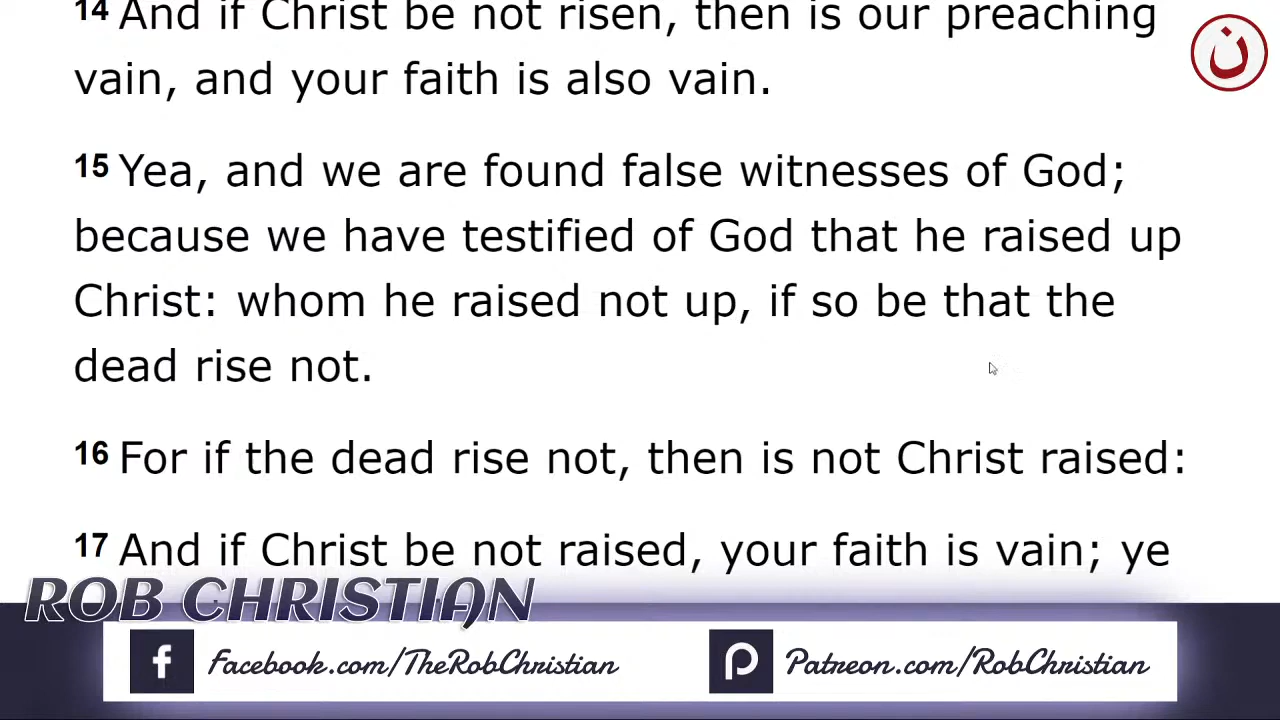 14 And if Christ be not risen, then is our preaching
vain, and your faith is also vain.
15 Yea, and we are found false witnesses of God;
because we have testified of God that he raised up
Christ: whom he raised not up, if so be that the
dead rise not.
16 For if the dead rise not, then is not Christ raised:
17 And if Christ be not raised, your faith is vain; ye
ROB CHRISTIAN
Facebook.com/TheRobChristian
Patreon.com/RobChristian
ن